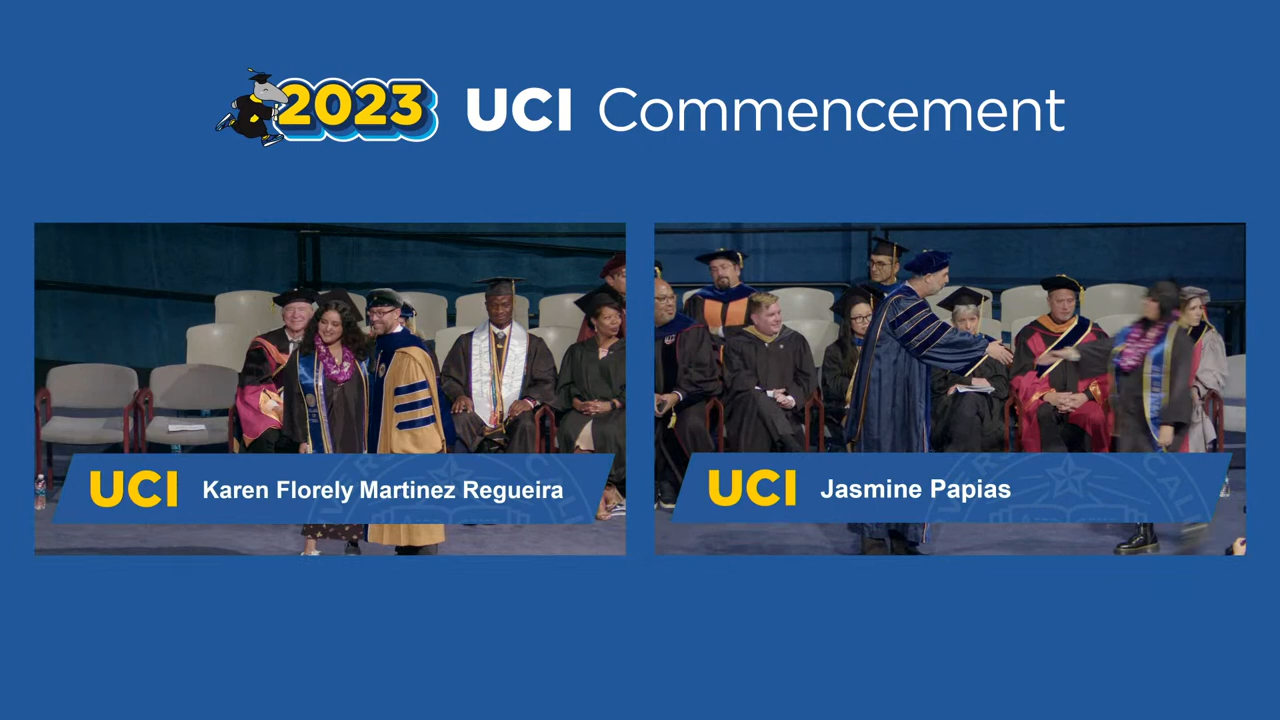 2023 UCI Commencement
UCI Karen Florely Martinez Regueira
UCI Jasmine Papias